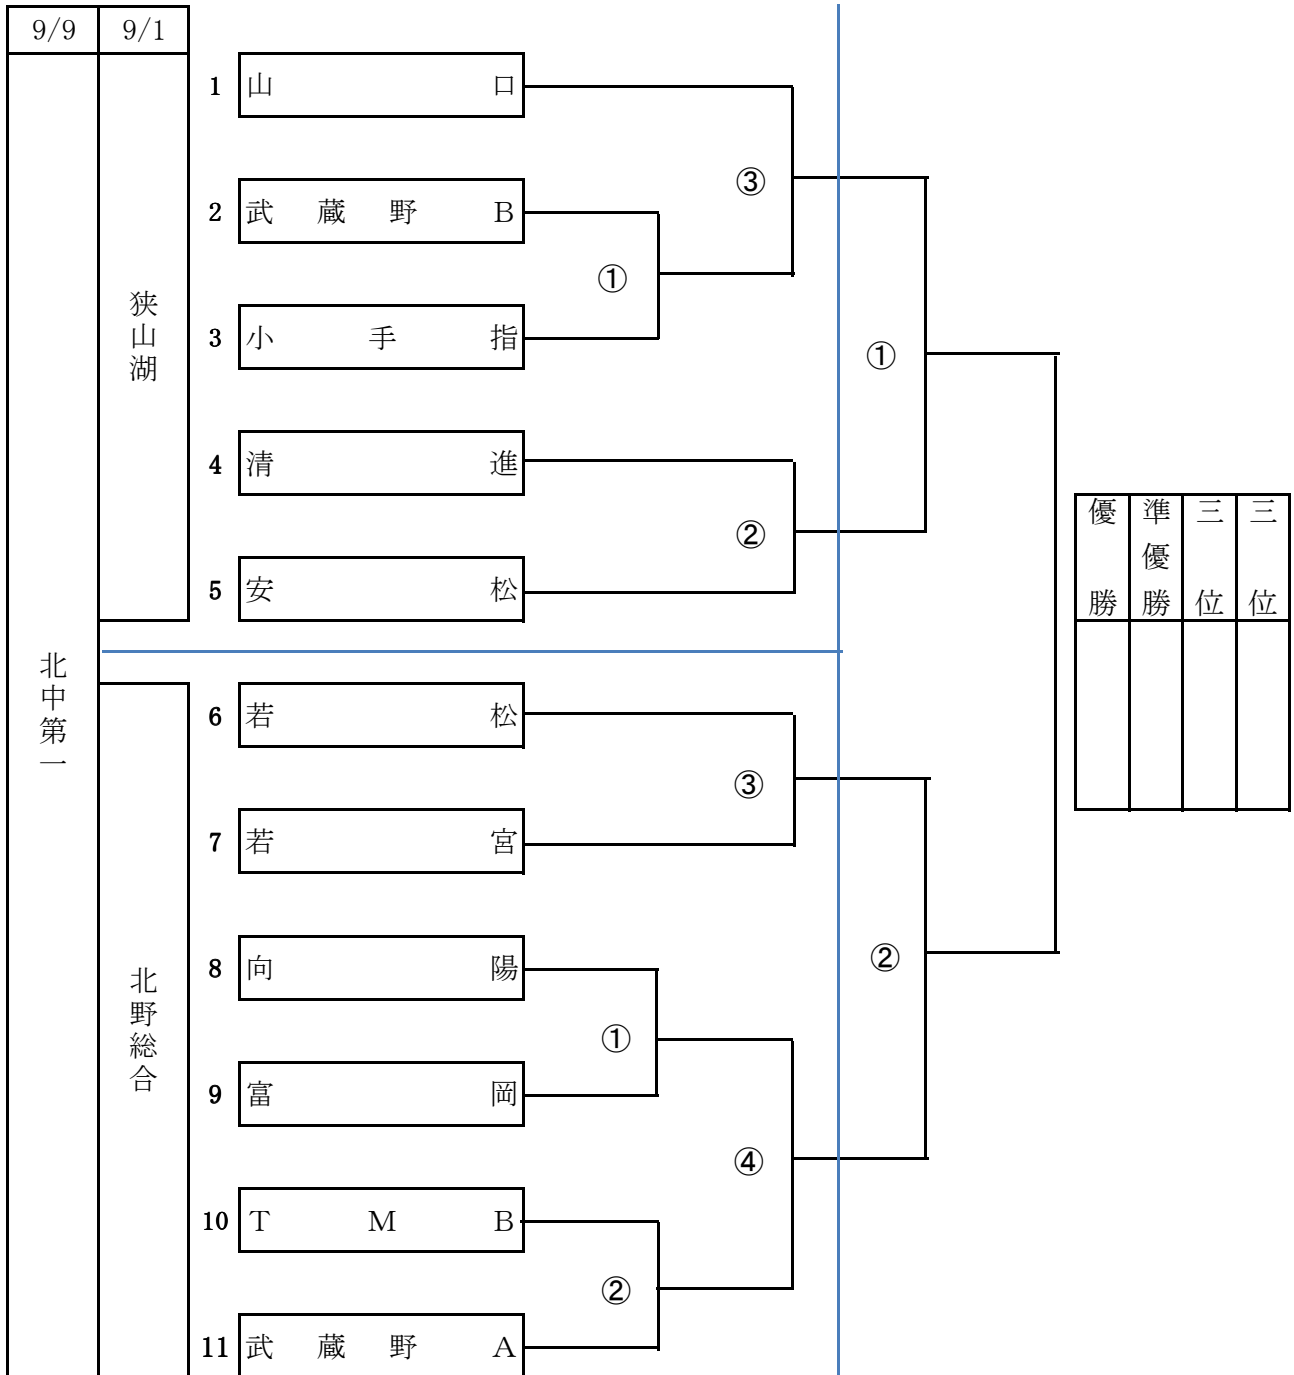 9/9 9/1
1 山口
③
2 武蔵野B
①
3 小手指
狭山湖
①
4 清進
②
5 安松
優勝 準優勝 三位 三位
北中第一
6 若松
③
7 若宮
②
8 向陽
①
9 富岡
北野総合
④
10 TMB
②
11 武蔵野A